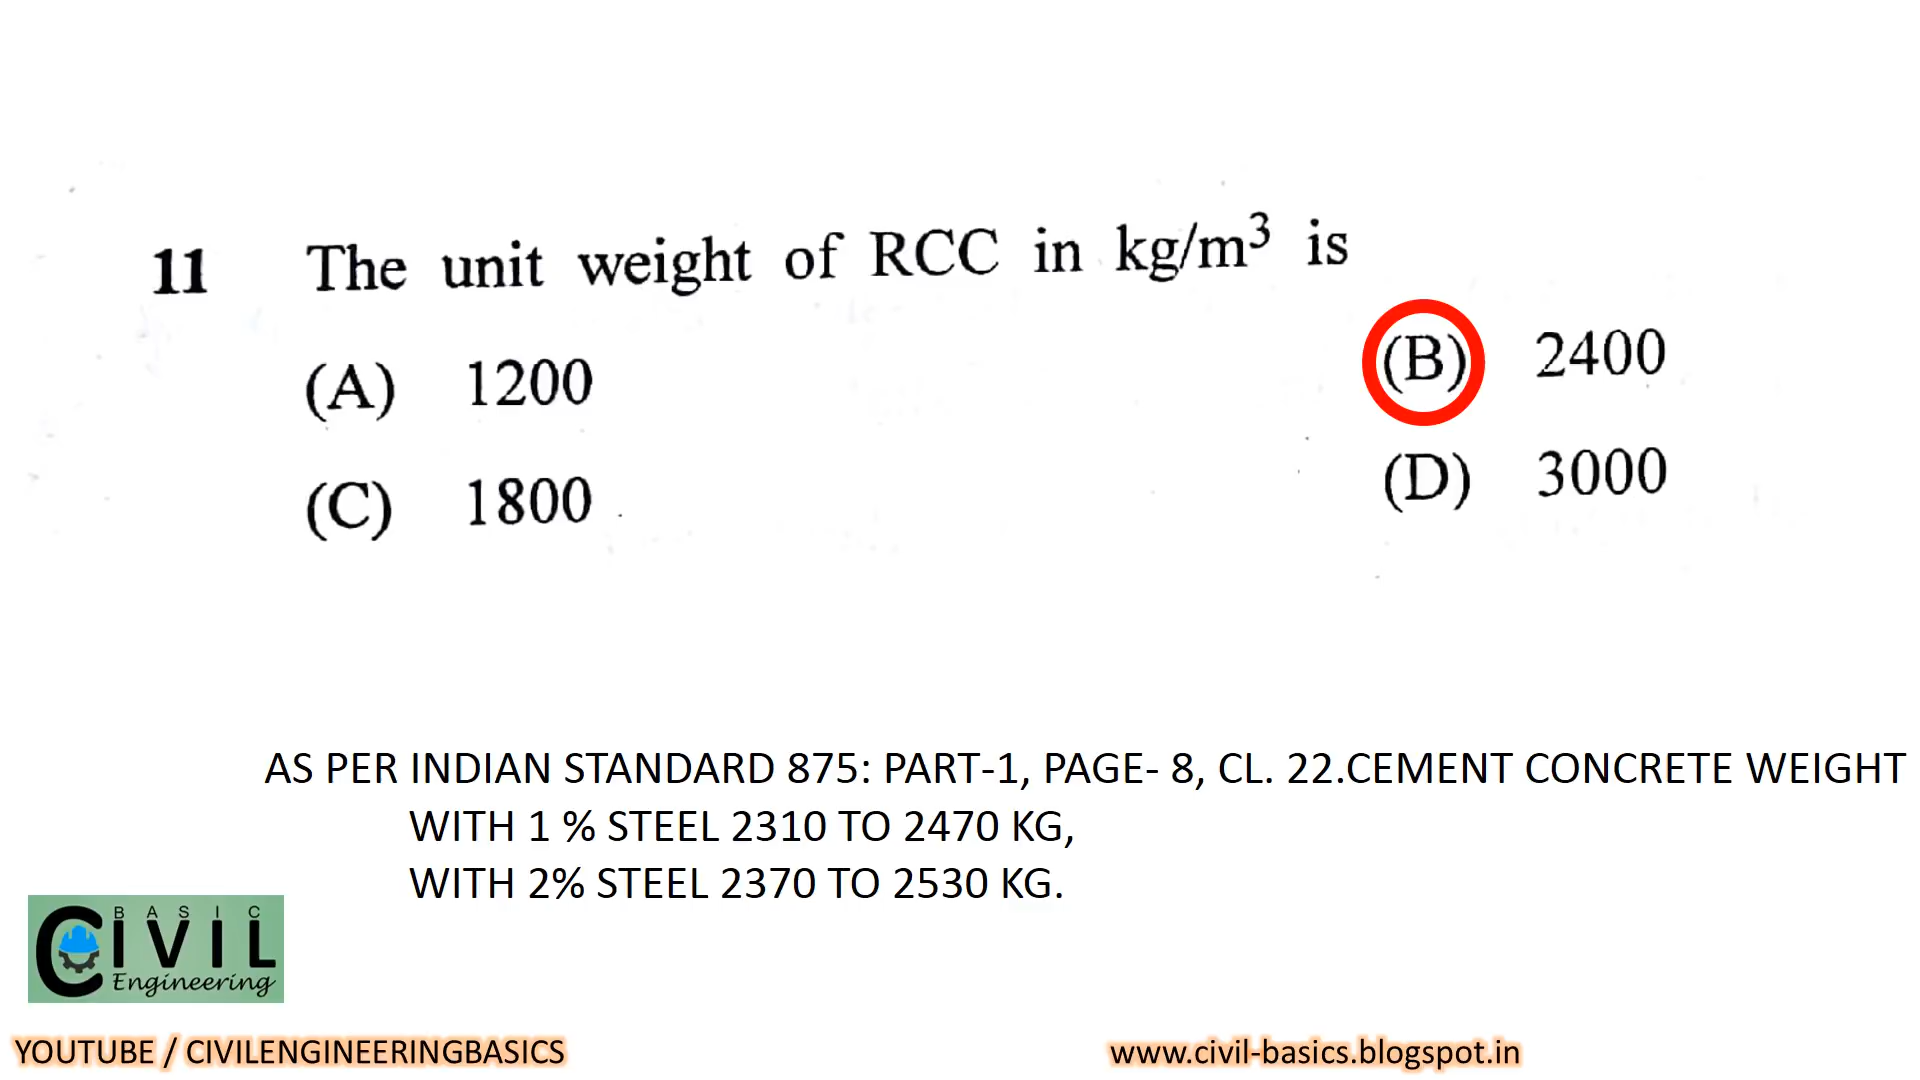 11 The unit weight of RCC in kg/m³ is
(A) 1200 (B) 2400
(C) 1800 (D) 3000
AS PER INDIAN STANDARD 875: PART-1, PAGE- 8, CL. 22.CEMENT CONCRETE WEIGHT
WITH 1 % STEEL 2310 TO 2470 KG,
WITH 2% STEEL 2370 TO 2530 KG.
BASIC
CIVIL
Engineering
YOUTUBE / CIVILENGINEERINGBASICS www.civil-basics.blogspot.in